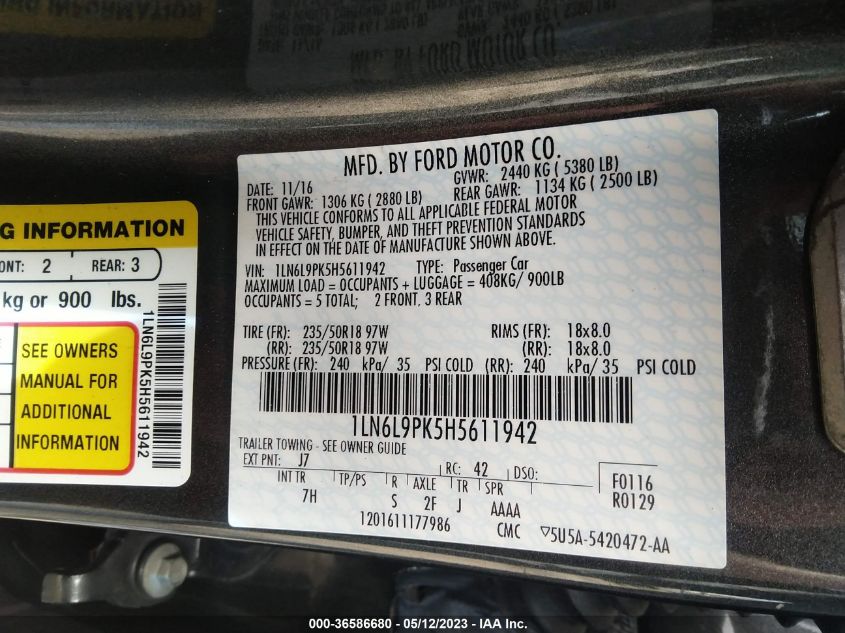 MFD. BY FORD MOTOR CO.
DATE: 11/16
GVWR: 2440 KG ( 5380 LB)
FRONT GAWR: 1306 KG ( 2880 LB)
REAR GAWR: 1134 KG ( 2500 LB)
THIS VEHICLE CONFORMS TO ALL APPLICABLE FEDERAL MOTOR
VEHICLE SAFETY, BUMPER, AND THEFT PREVENTION STANDARDS
IN EFFECT ON THE DATE OF MANUFACTURE SHOWN ABOVE.
VIN: 1LN6L9PK5H5611942 TYPE: Passenger Car
MAXIMUM LOAD = OCCUPANTS + LUGGAGE = 408KG/ 900LB
OCCUPANTS = 5 TOTAL; 2 FRONT, 3 REAR
TIRE (FR): 235/50R18 97W RIMS (FR): 18x8.0
(RR): 235/50R18 97W (RR): 18x8.0
PRESSURE (FR): 240 kPa/ 35 PSI COLD (RR): 240 kPa/ 35 PSI COLD
1LN6L9PK5H5611942
TRAILER TOWING - SEE OWNER GUIDE
EXT PNT: J7 RC: 42 DSO:
F0116
R0129
INT TR TP/PS R AXLE TR SPR
7H S 2F J AAAA
1201611177986 CMC ▽5U5A-5420472-AA
G INFORMATION
ONT: 2 REAR: 3
kg or 900 lbs.
SEE OWNERS
MANUAL FOR
ADDITIONAL
INFORMATION
1LN6L9PK5H5611942
000-36586680 - 05/12/2023 - IAA Inc.